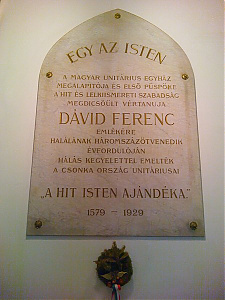 EGY AZ ISTEN
A MAGYAR UNITÁRIUS EGYHÁZ
MEGALAPITÓJA ÉS ELSŐ PÜSPÖKE
A HIT ÉS LELKIISMERETI SZABADSÁG
MEGDICSŐÜLT VÉRTANUJA
DÁVID FERENC
EMLÉKÉRE
HALÁLÁNAK HÁROMSZÁZÖTVENEDIK
ÉVFORDULÓJÁN
HÁLÁS KEGYELETTEL EMELTÉK
A CSONKA ORSZÁG UNITÁRIUSAI
„A HIT ISTEN AJÁNDÉKA."
1579 – 1929